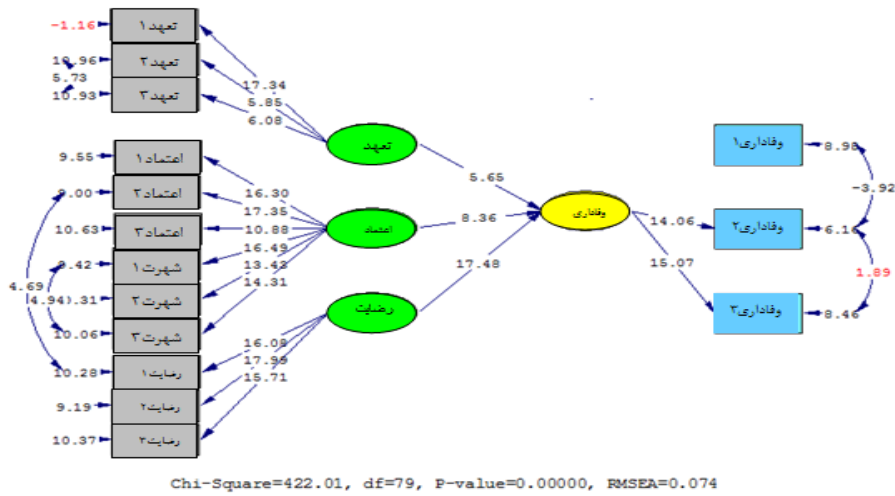 -1.16
تعهد۱
10.96
تعهد۲
5.73
10.93
تعهد۳
17.34
5.85
6.08
تعهد
5.65
9.55
اعتماد۱
9.00
اعتماد۲
10.63
اعتماد۳
9.42
شهرت۱
شهرت۲
10.06
شهرت۳
4.69
4.94
10.28
رضایت۱
9.19
رضایت۲
10.37
رضایت۳
16.30
17.35
10.88
16.49
13.43
14.31
اعتماد
8.36
16.09
17.99
15.71
رضایت
17.48
وفاداری
14.06
15.07
وفاداری۱
8.98
-3.92
وفاداری۲
6.16
1.89
وفاداری۳
8.46
Chi-Square=422.01, df=79, P-value=0.00000, RMSEA=0.074